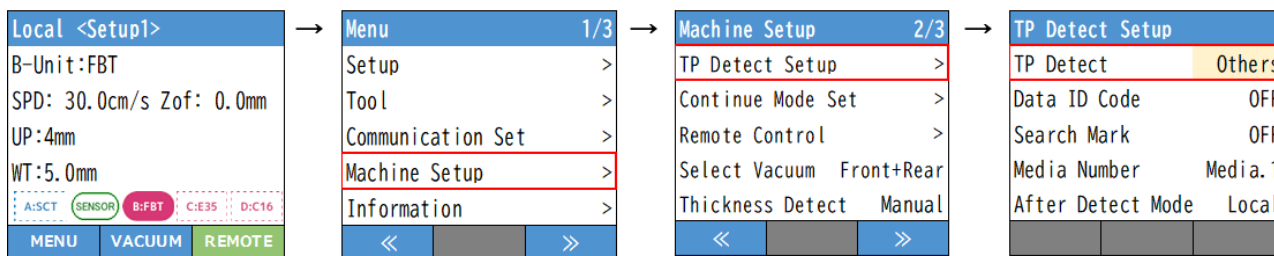 Local <Setup1>
B-Unit:FBT
SPD: 30.0cm/s Zof: 0.0mm
UP:4mm
WT:5.0mm
A:SCT SENSOR B:FBT C:E35 D:C16
MENU VACUUM REMOTE
→
Menu 1/3
Setup >
Tool >
Communication Set >
Machine Setup >
Information >
≪ ≫
→
Machine Setup 2/3
TP Detect Setup >
Continue Mode Set >
Remote Control >
Select Vacuum Front+Rear
Thickness Detect Manual
≪ ≫
→
TP Detect Setup
TP Detect Others
Data ID Code OFF
Search Mark OFF
Media Number Media.1
After Detect Mode Local